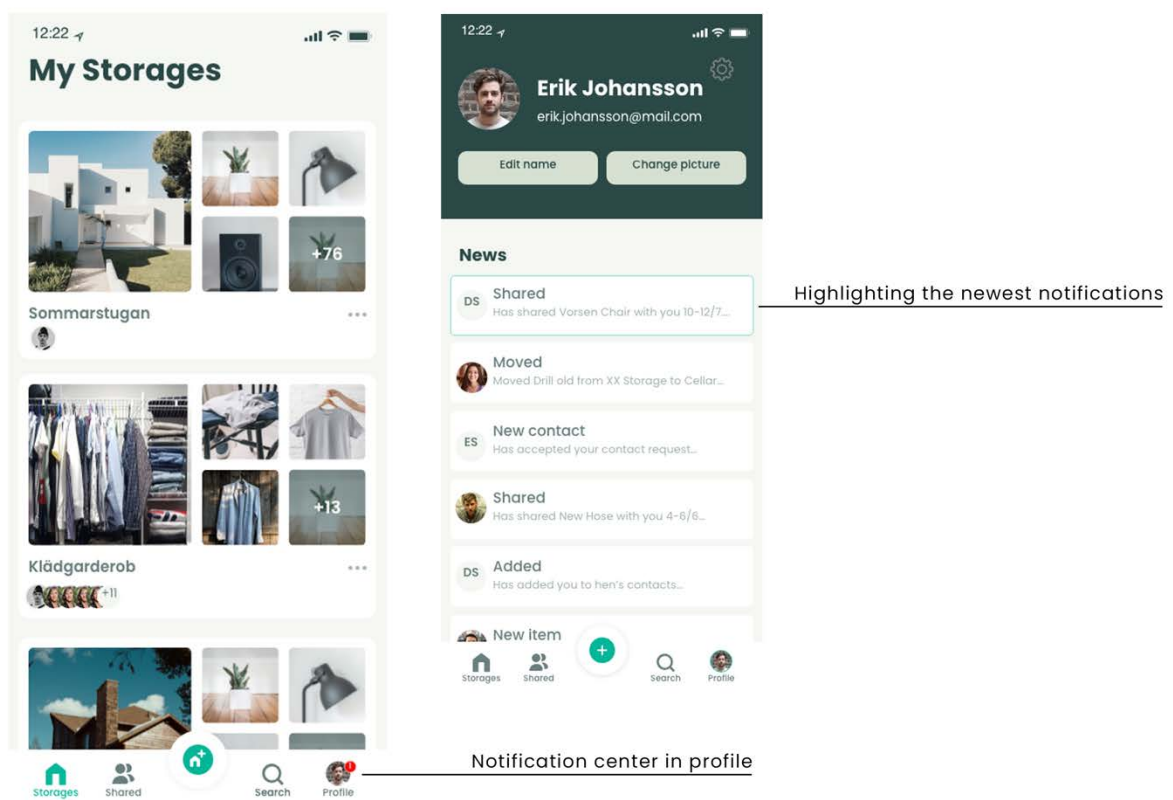 12:22
My Storages
+76
Sommarstugan
...
+13
Klädgarderob
...
+11
Storages
Shared
Search
Profile
12:22
Erik Johansson
erik.johansson@mail.com
Edit name
Change picture
News
DS
Shared
Has shared Vorsen Chair with you 10-12/7...
Moved
Moved Drill old from XX Storage to Cellar...
ES
New contact
Has accepted your contact request...
Shared
Has shared New Hose with you 4-6/6...
DS
Added
Has added you to hen's contacts...
New item
Storages
Shared
Search
Profile
Highlighting the newest notifications
Notification center in profile